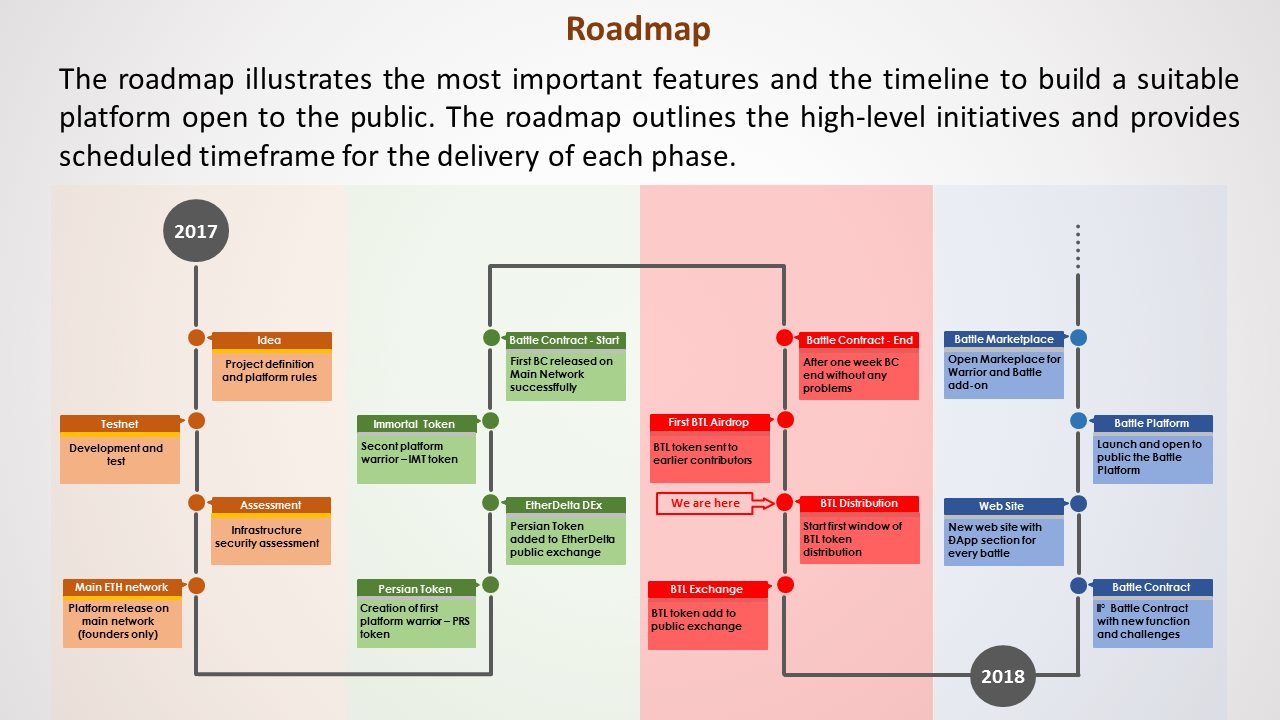 Roadmap
The roadmap illustrates the most important features and the timeline to build a suitable
platform open to the public. The roadmap outlines the high-level initiatives and provides
scheduled timeframe for the delivery of each phase.
2017
Idea
Project definition
and platform rules
Testnet
Development and
test
Assessment
Infrastructure
security assessment
Main ETH network
Platform release on
main network
(founders only)
Persian Token
Creation of first
platform warrior – PRS
token
EtherDelta DEx
Persian Token
added to EtherDelta
public exchange
Immortal Token
Secont platform
warrior – IMT token
Battle Contract - Start
First BC released on
Main Network
successffully
Battle Contract - End
After one week BC
end without any
problems
First BTL Airdrop
BTL token sent to
earlier contributors
We are here
BTL Distribution
Start first window of
BTL token
distribution
BTL Exchange
BTL token add to
public exchange
2018
Battle Contract
II° Battle Contract
with new function
and challenges
Web Site
New web site with
ÐApp section for
every battle
Battle Platform
Launch and open to
public the Battle
Platform
Battle Marketplace
Open Markeplace for
Warrior and Battle
add-on